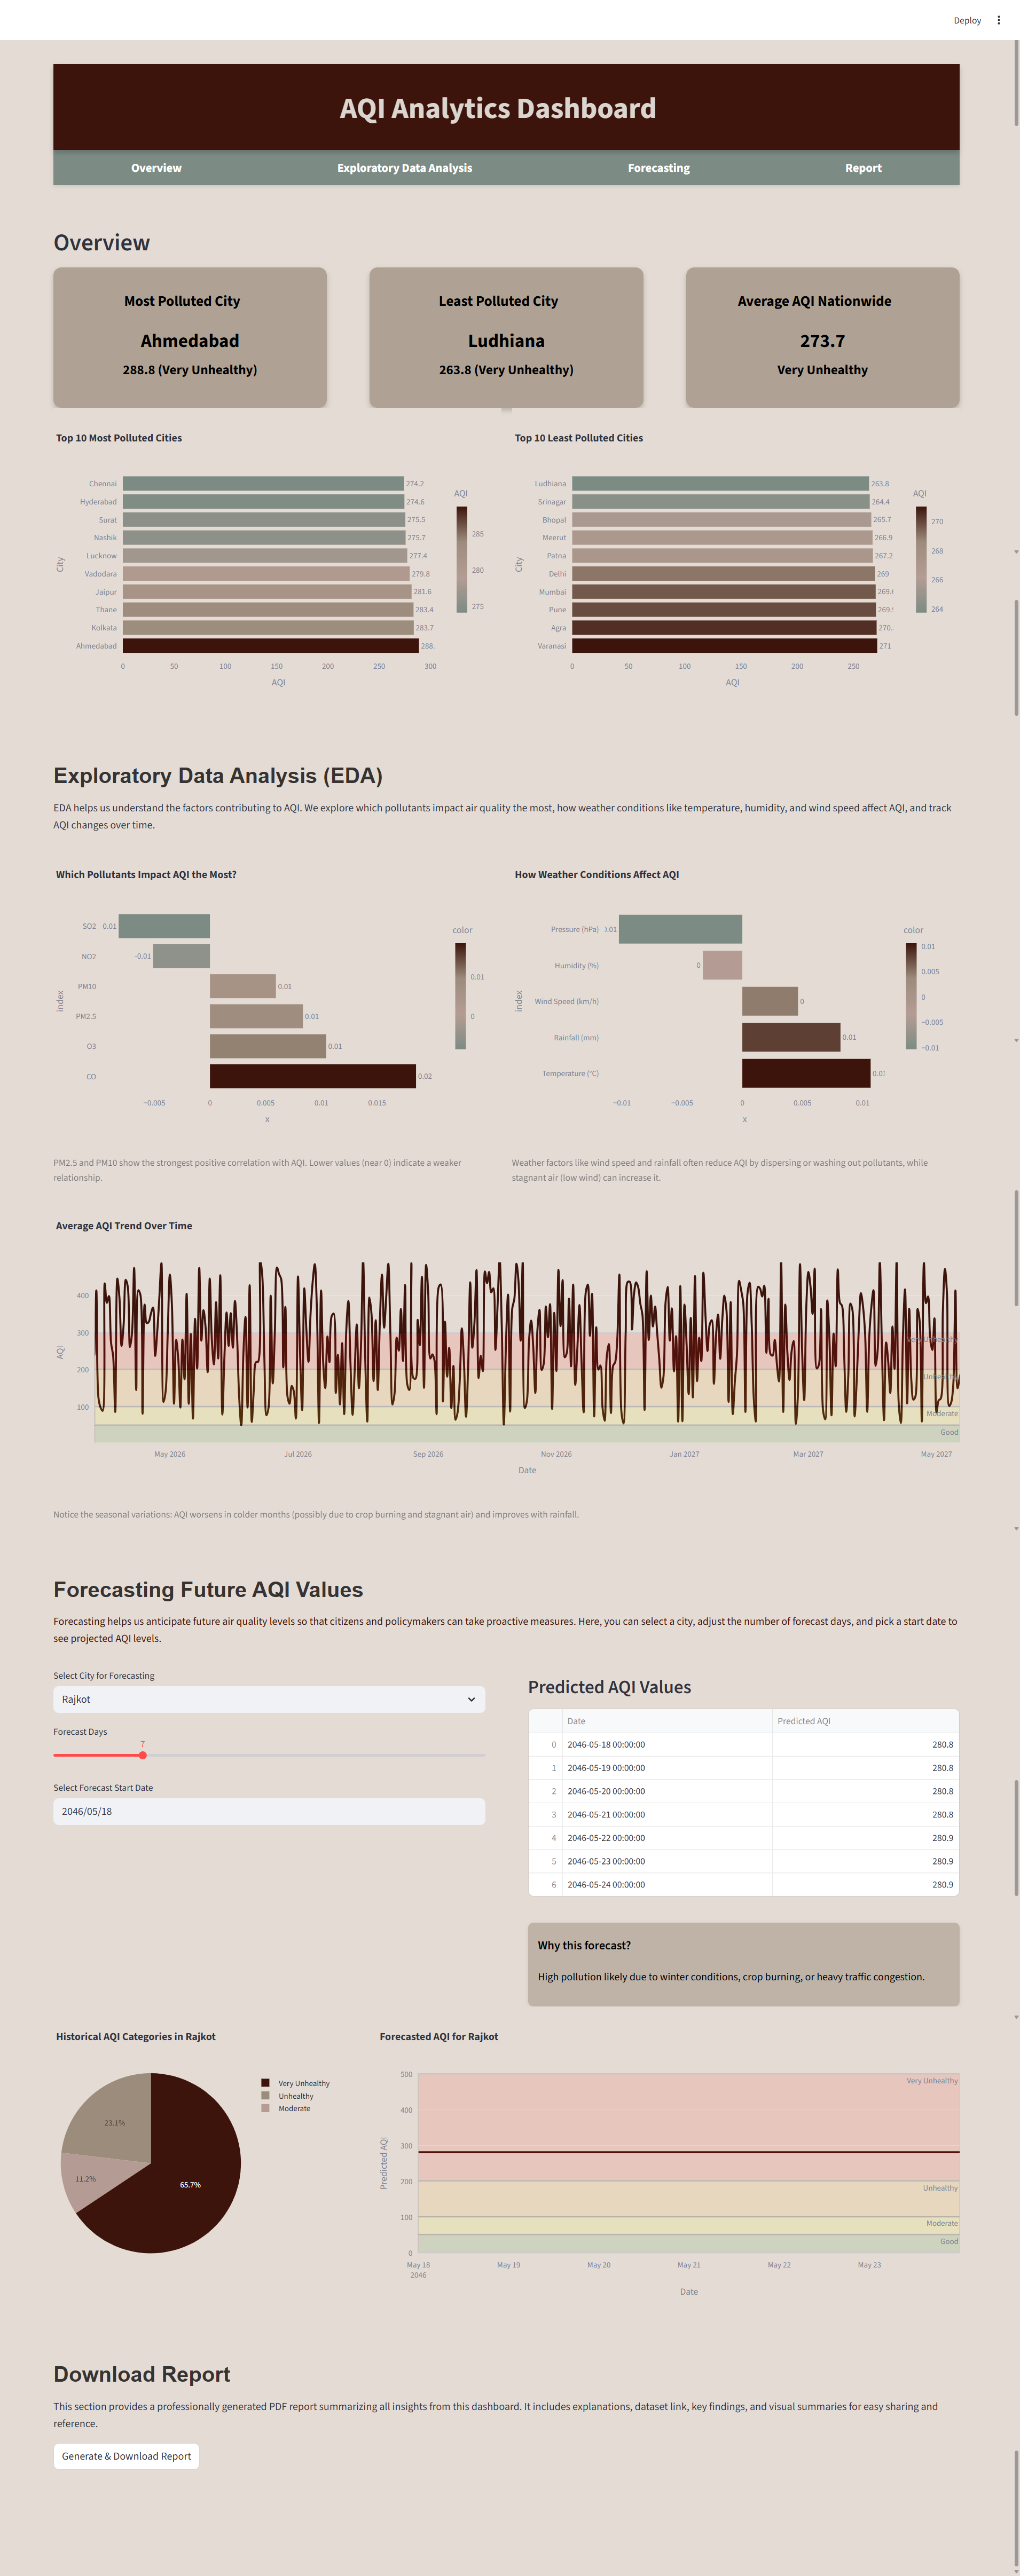 Deploy
AQI Analytics Dashboard
Overview
Exploratory Data Analysis
Forecasting
Report
Overview
Most Polluted City
Ahmedabad
288.8 (Very Unhealthy)
Least Polluted City
Ludhiana
263.8 (Very Unhealthy)
Average AQI Nationwide
273.7
Very Unhealthy
Top 10 Most Polluted Cities
AQI
Chennai 274.2
Hyderabad 274.6
Surat 275.5
Nashik 275.7
Lucknow 277.4
Vadodara 279.8
Jaipur 281.6
Thane 283.4
Kolkata 283.7
Ahmedabad 288.
City
285
280
275
0 50 100 150 200 250 300
AQI
Top 10 Least Polluted Cities
AQI
Ludhiana 263.8
Srinagar 264.4
Bhopal 265.7
Meerut 266.9
Patna 267.2
Delhi 269
Mumbai 269.
Pune 269.
Agra 270.
Varanasi 271
City
270
268
266
264
0 50 100 150 200 250
AQI
Exploratory Data Analysis (EDA)
EDA helps us understand the factors contributing to AQI. We explore which pollutants impact air quality the most, how weather conditions like temperature, humidity, and wind speed affect AQI, and track
AQI changes over time.
Which Pollutants Impact AQI the Most?
color
SO2 0.01
NO2 −0.01
PM10 0.01
PM2.5 0.01
O3 0.01
CO 0.02
index
0.01
0
−0.005 0 0.005 0.01 0.015
x
How Weather Conditions Affect AQI
color
Pressure (hPa) .01
Humidity (%) 0
Wind Speed (km/h) 0
Rainfall (mm) 0.01
Temperature (°C) 0.0
index
0.01
0.005
0
−0.005
−0.01
−0.01 −0.005 0 0.005 0.01
x
PM2.5 and PM10 show the strongest positive correlation with AQI. Lower values (near 0) indicate a weaker
relationship.
Weather factors like wind speed and rainfall often reduce AQI by dispersing or washing out pollutants, while
stagnant air (low wind) can increase it.
Average AQI Trend Over Time
400
300
200
100
AQI
Moderate
Good
May 2026 Jul 2026 Sep 2026 Nov 2026 Jan 2027 Mar 2027 May 2027
Date
Notice the seasonal variations: AQI worsens in colder months (possibly due to crop burning and stagnant air) and improves with rainfall.
Forecasting Future AQI Values
Forecasting helps us anticipate future air quality levels so that citizens and policymakers can take proactive measures. Here, you can select a city, adjust the number of forecast days, and pick a start date to
see projected AQI levels.
Select City for Forecasting
Rajkot
Forecast Days
7
Select Forecast Start Date
2046/05/18
Predicted AQI Values
Date Predicted AQI
0 2046-05-18 00:00:00 280.8
1 2046-05-19 00:00:00 280.8
2 2046-05-20 00:00:00 280.8
3 2046-05-21 00:00:00 280.8
4 2046-05-22 00:00:00 280.9
5 2046-05-23 00:00:00 280.9
6 2046-05-24 00:00:00 280.9
Why this forecast?
High pollution likely due to winter conditions, crop burning, or heavy traffic congestion.
Historical AQI Categories in Rajkot
Very Unhealthy
Unhealthy
Moderate
23.1%
11.2%
65.7%
Forecasted AQI for Rajkot
500
400
300
200
100
0
Predicted AQI
Very Unhealthy
Unhealthy
Moderate
Good
May 18 May 19 May 20 May 21 May 22 May 23
2046
Date
Download Report
This section provides a professionally generated PDF report summarizing all insights from this dashboard. It includes explanations, dataset link, key findings, and visual summaries for easy sharing and
reference.
Generate & Download Report